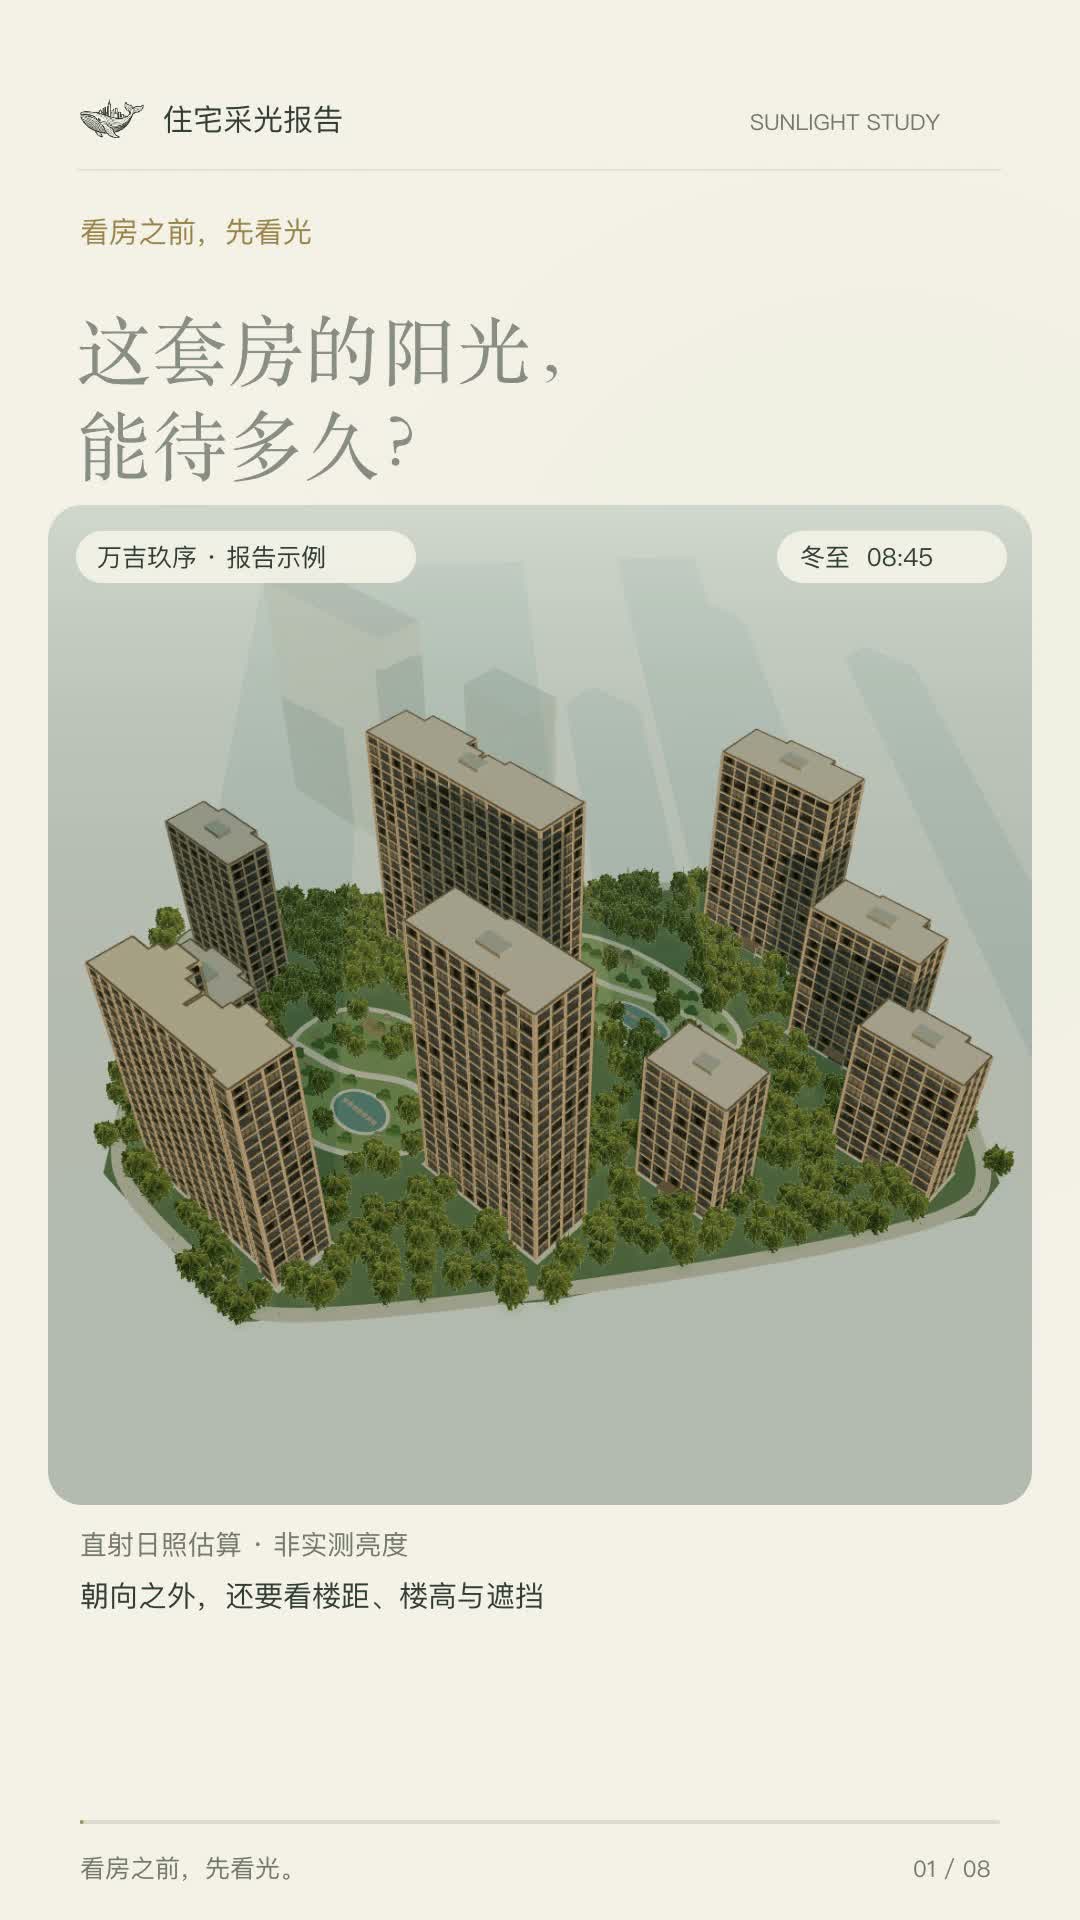 住宅采光报告
SUNLIGHT STUDY
看房之前，先看光
这套房的阳光，
能待多久？
万吉玖序 · 报告示例
冬至 08:45
直射日照估算 · 非实测亮度
朝向之外，还要看楼距、楼高与遮挡
看房之前，先看光。
01 / 08